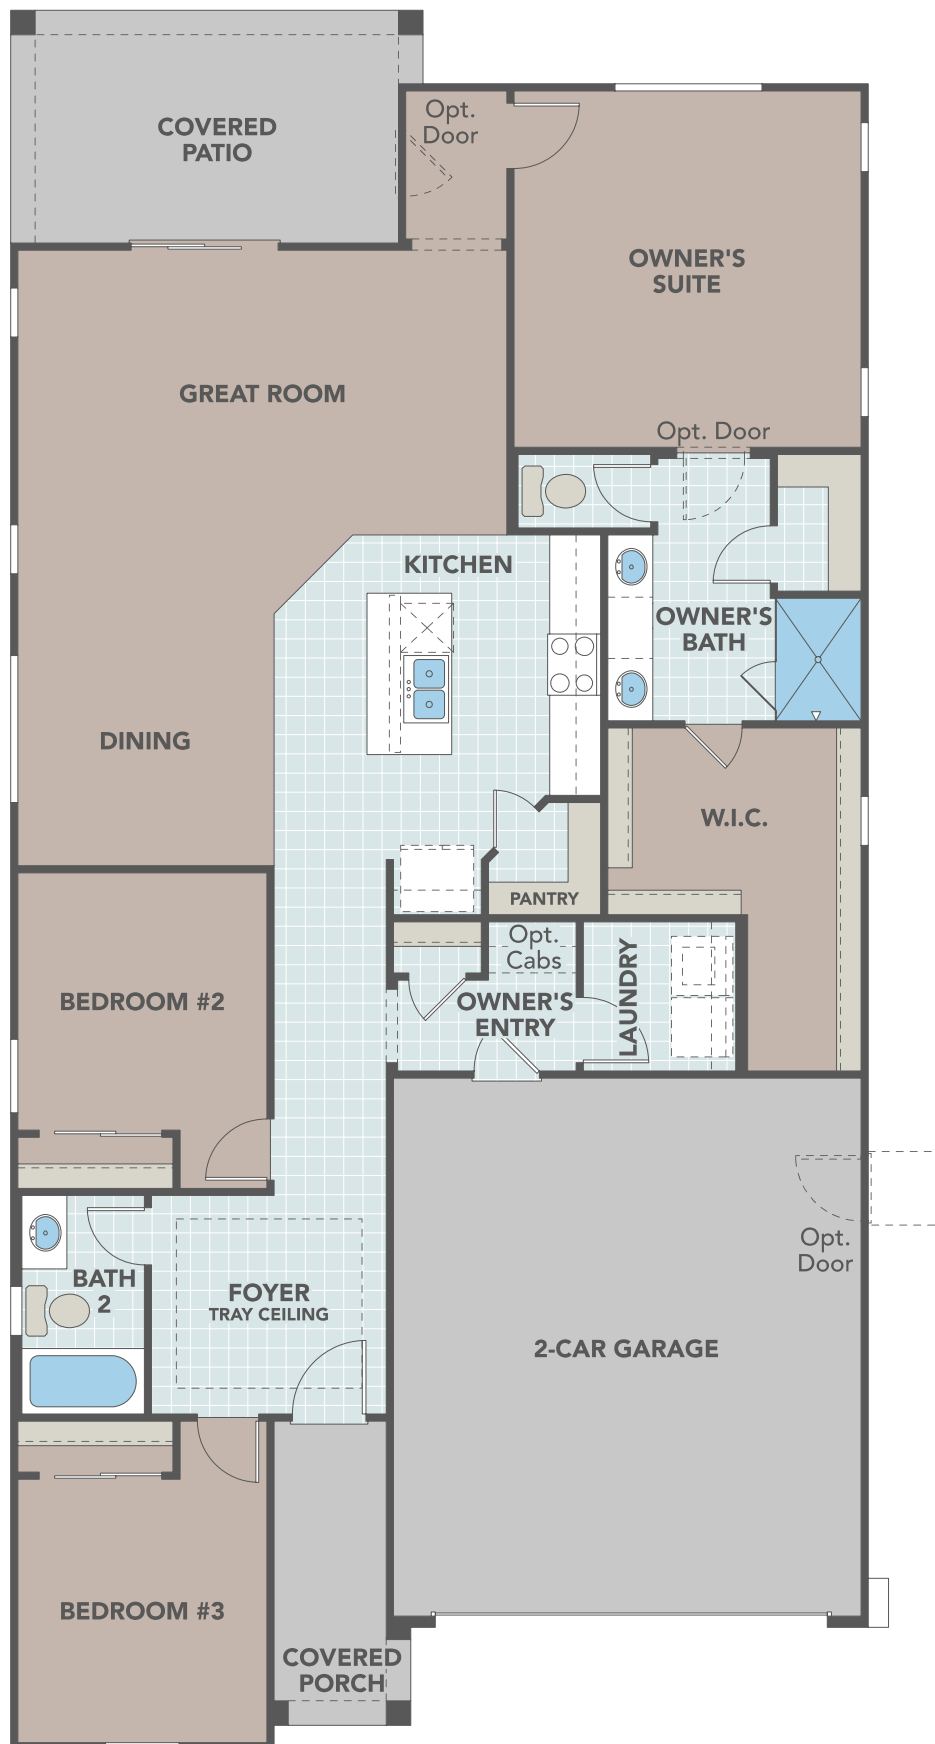 Opt.
Door
COVERED
PATIO
OWNER'S
SUITE
GREAT ROOM
Opt. Door
KITCHEN
OWNER'S
BATH
DINING
W.I.C.
PANTRY
Opt.
Cabs
LAUNDRY
BEDROOM #2
OWNER'S
ENTRY
Opt.
Door
BATH
2
FOYER
TRAY CEILING
2-CAR GARAGE
BEDROOM #3
COVERED
PORCH